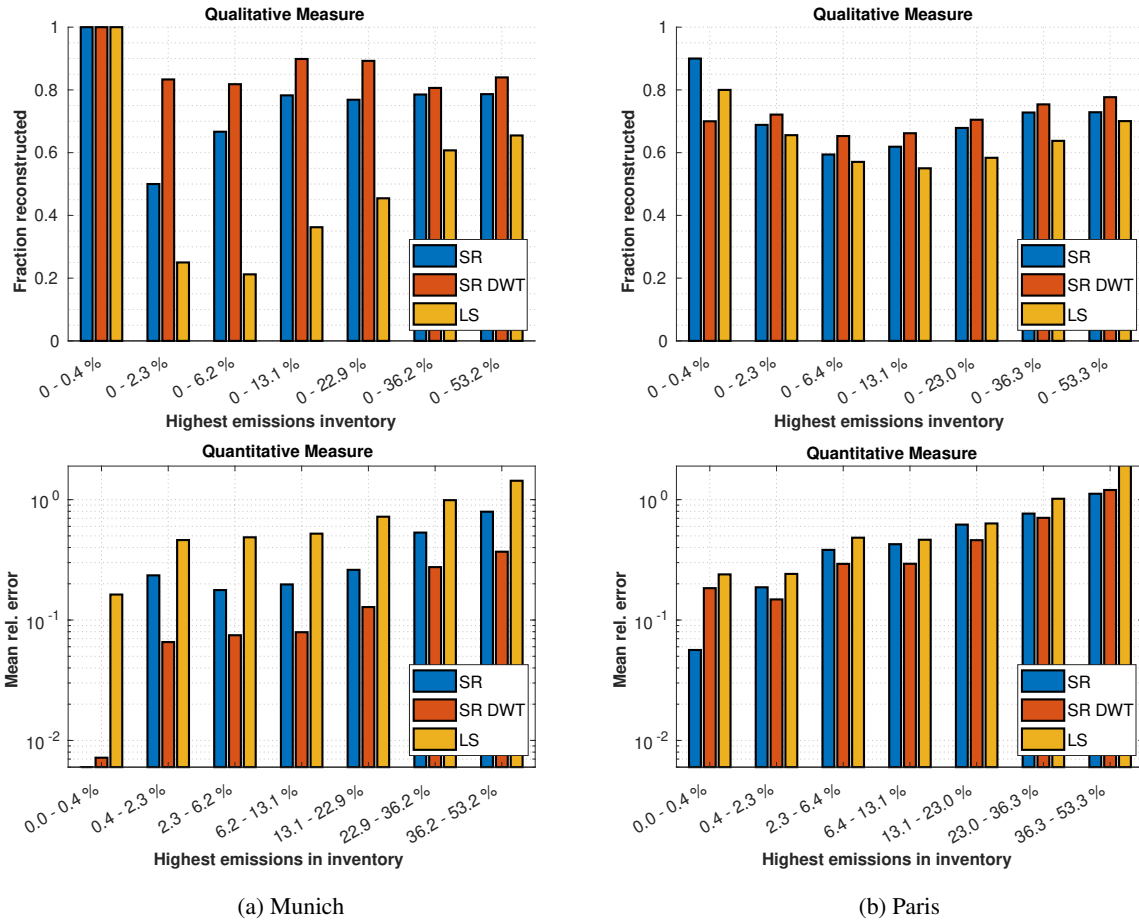 Qualitative Measure
Fraction reconstructed
1
0.8
0.6
0.4
0.2
0
SR
SR DWT
LS
0 - 0.4 %
0 - 2.3 %
0 - 6.2 %
0 - 13.1 %
0 - 22.9 %
0 - 36.2 %
0 - 53.2 %
Highest emissions inventory
Qualitative Measure
Fraction reconstructed
1
0.8
0.6
0.4
0.2
0
SR
SR DWT
LS
0 - 0.4 %
0 - 2.3 %
0 - 6.4 %
0 - 13.1 %
0 - 23.0 %
0 - 36.3 %
0 - 53.3 %
Highest emissions inventory
Quantitative Measure
Mean rel. error
10^0
10^-1
10^-2
SR
SR DWT
LS
0.0 - 0.4 %
0.4 - 2.3 %
2.3 - 6.2 %
6.2 - 13.1 %
13.1 - 22.9 %
22.9 - 36.2 %
36.2 - 53.2 %
Highest emissions in inventory
Quantitative Measure
Mean rel. error
10^0
10^-1
10^-2
SR
SR DWT
LS
0.0 - 0.4 %
0.4 - 2.3 %
2.3 - 6.4 %
6.4 - 13.1 %
13.1 - 23.0 %
23.0 - 36.3 %
36.3 - 53.3 %
Highest emissions in inventory
(a) Munich
(b) Paris